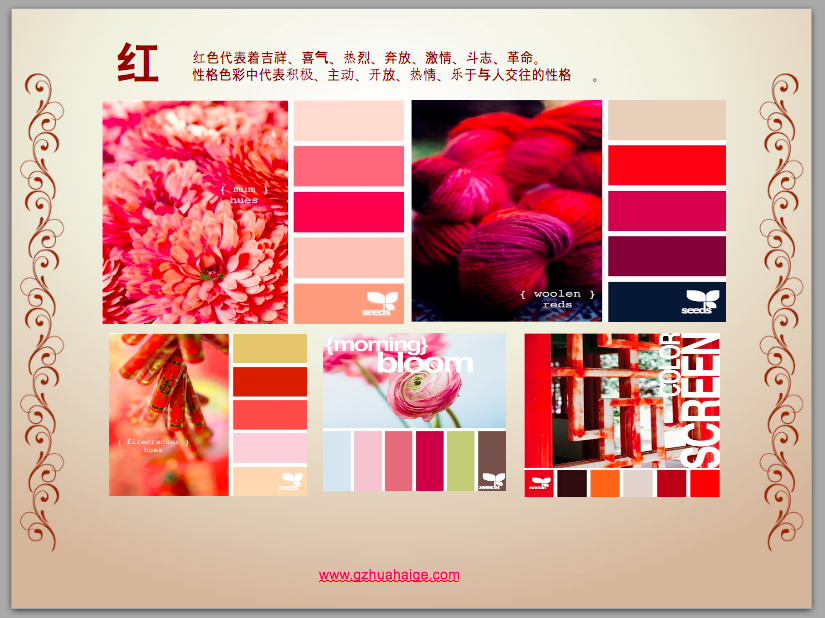 红
红色代表着吉祥、喜气、热烈、奔放、激情、斗志、革命。
性格色彩中代表积极、主动、开放、热情、乐于与人交往的性格 。
{ mum }
hues
seeds
{ woolen }
reds
seeds
{ firecracker }
hues
seeds
{morning}
bloom
COLOR
SCREEN
www.gzhuahaige.com